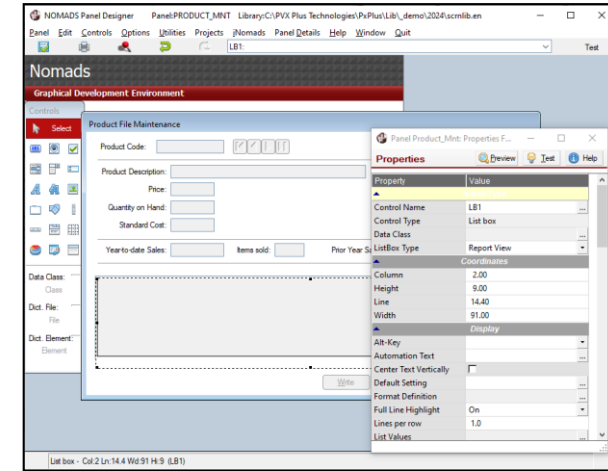 NOMADS Panel Designer Panel:PRODUCT_MNT Library:C:\PVX Plus Technologies\PxPlus\Lib\_demo\2024\scrnlib.en
Panel Edit Controls Options Utilities Projects iNomads Panel Details Help Window Quit
LB1: Test
Nomads
Graphical Development Environment
Controls
Select
Product File Maintenance
Product Code:
Product Description:
Price:
Quantity on Hand:
Standard Cost:
Year-to-date Sales: Items sold: Prior Year Sa
Data Class:
Class
Dict. File:
File
Dict. Element:
Element
Write
Panel Product_Mnt: Properties F...
Properties Preview Test Help
Property Value
Control Name LB1 ...
Control Type List box
Data Class ...
ListBox Type Report View
Coordinates
Column 2.00
Height 9.00
Line 14.40
Width 91.00
Display
Alt-Key
Automation Text ...
Center Text Vertically
Default Setting ...
Format Definition ...
Full Line Highlight On
Lines per row 1.0
List Values ...
List box - Col:2 Ln:14.4 Wd:91 Hi:9 (LB1)